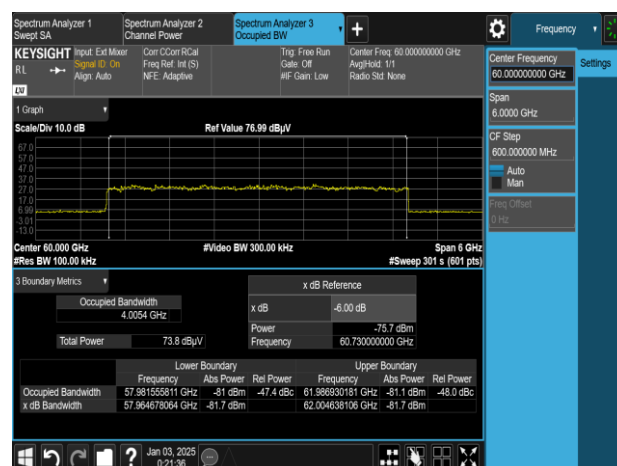 Spectrum Analyzer 1
Swept SA
Spectrum Analyzer 2
Channel Power
Spectrum Analyzer 3
Occupied BW
Frequency
KEYSIGHT
RL
LXI
Input: Ext Mixer
Signal ID: On
Align: Auto
Corr CCorr RCal
Freq Ref: Int (S)
NFE: Adaptive
Trig: Free Run
Gate: Off
#IF Gain: Low
Center Freq: 60.000000000 GHz
Avg|Hold: 1/1
Radio Std: None
Center Frequency
60.000000000 GHz
Settings
Span
6.0000 GHz
CF Step
600.000000 MHz
Auto
Man
Freq Offset
0 Hz
1 Graph
Scale/Div 10.0 dB
Ref Value 76.99 dBµV
67.0
57.0
47.0
37.0
27.0
17.0
6.99
-3.01
-13.0
Center 60.000 GHz
#Video BW 300.00 kHz
Span 6 GHz
#Res BW 100.00 kHz
#Sweep 301 s (601 pts)
3 Boundary Metrics
Occupied Bandwidth
4.0054 GHz
Total Power 73.8 dBµV
x dB Reference
x dB -6.00 dB
Power -75.7 dBm
Frequency 60.730000000 GHz
Lower Boundary Upper Boundary
Frequency Abs Power Rel Power Frequency Abs Power Rel Power
Occupied Bandwidth 57.981555811 GHz -81 dBm -47.4 dBc 61.986930181 GHz -81.1 dBm -48.0 dBc
x dB Bandwidth 57.964678064 GHz -81.7 dBm 62.004638106 GHz -81.7 dBm
Jan 03, 2025
0:21:36